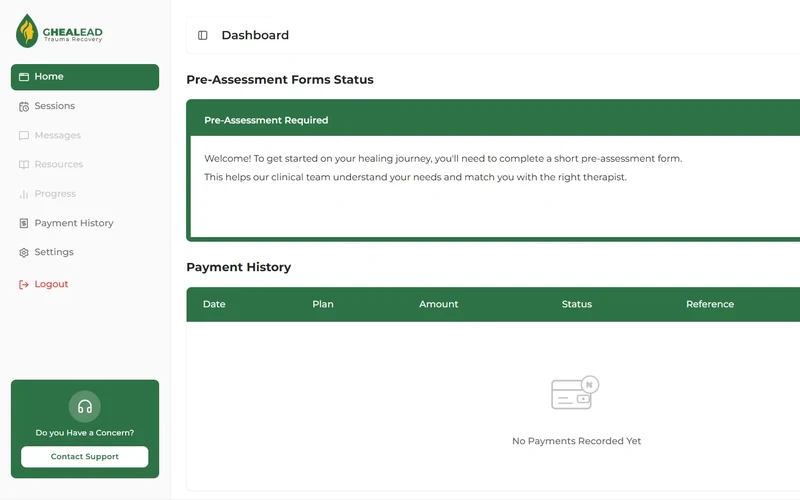 GHEALEAD
Trauma Recovery
Home
Sessions
Messages
Resources
Progress
Payment History
Settings
Logout
Do you Have a Concern?
Contact Support
Dashboard
Pre-Assessment Forms Status
Pre-Assessment Required
Welcome! To get started on your healing journey, you'll need to complete a short pre-assessment form.
This helps our clinical team understand your needs and match you with the right therapist.
Payment History
Date Plan Amount Status Reference
No Payments Recorded Yet